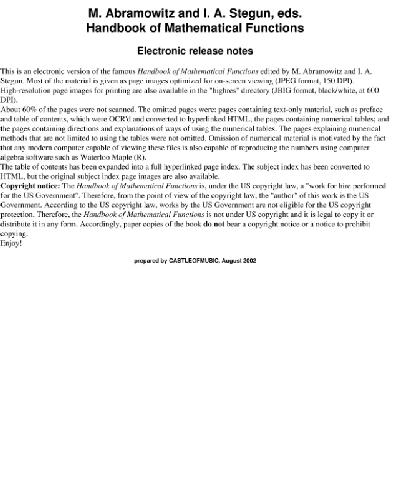 M. Abramowitz and I. A. Stegun, eds.
Handbook of Mathematical Functions
Electronic release notes
This is an electronic version of the famous Handbook of Mathematical Functions edited by M. Abramowitz and I. A.
Stegun. Most of the material is given as page images optimized for on-screen viewing (JPEG format, 150 DPI).
High-resolution page images for printing are also available in the "highres" directory (JBIG format, black/white, at 600
DPI).
About 60% of the pages were not scanned. The omitted pages were: pages containing text-only material, such as preface
and table of contents, which were OCR'd and converted to hyperlinked HTML; the pages containing numerical tables; and
the pages containing directions and explanations of ways of using the numerical tables. The pages explaining numerical
methods that are not limited to using the tables were not omitted. Omission of numerical material is motivated by the fact
that any modern computer capable of viewing these files is also capable of reproducing the numbers using computer
algebra software such as Waterloo Maple (R).
The table of contents has been expanded into a full hyperlinked page index. The subject index has been converted to
HTML, but the original subject index page images are also available.
Copyright notice: The Handbook of Mathematical Functions is, under the US copyright law, a "work for hire performed
for the US Government". Therefore, from the point of view of the copyright law, the "author" of this work is the US
Government. According to the US copyright law, works by the US Government are not eligible for the US copyright
protection. Therefore, the Handbook of Mathematical Functions is not under US copyright and it is legal to copy it or
distribute it in any form. Accordingly, paper copies of the book do not bear a copyright notice or a notice to prohibit
copying.
Enjoy!
prepared by CASTLEOFMUSIC, August 2002